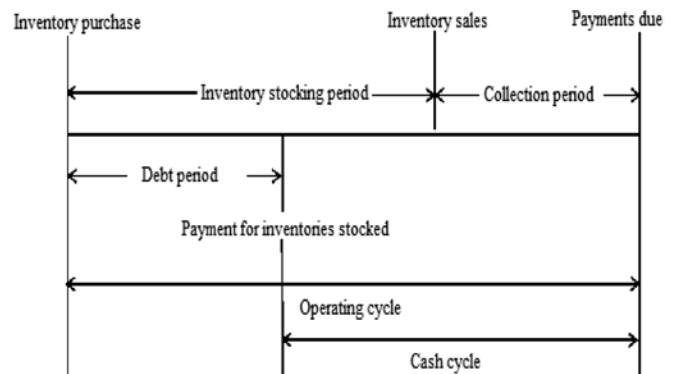 Inventory purchase
Inventory sales
Payments due
Inventory stocking period
Collection period
Debt period
Payment for inventories stocked
Operating cycle
Cash cycle